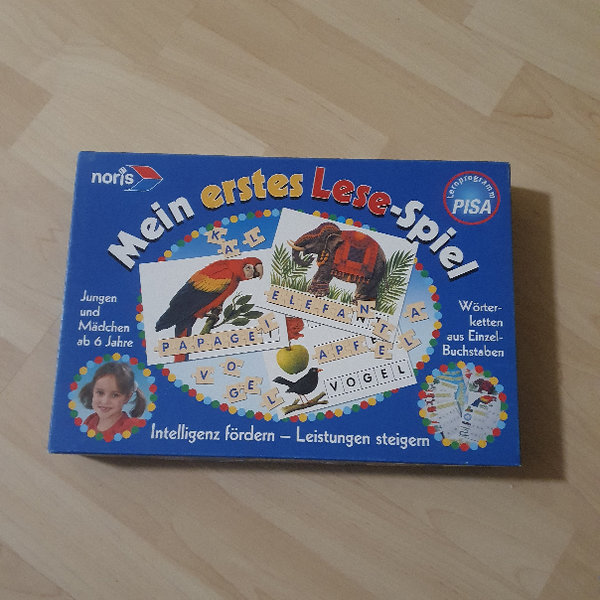 noris
Mein erstes Lese-Spiel
Lernprogramm
PISA
Jungen
und
Mädchen
ab 6 Jahre
Wörter-
ketten
aus Einzel-
Buchstaben
ELEFANT
PAPAGEI
APFEL
VOGEL
VOGEL
Intelligenz fördern – Leistungen steigern